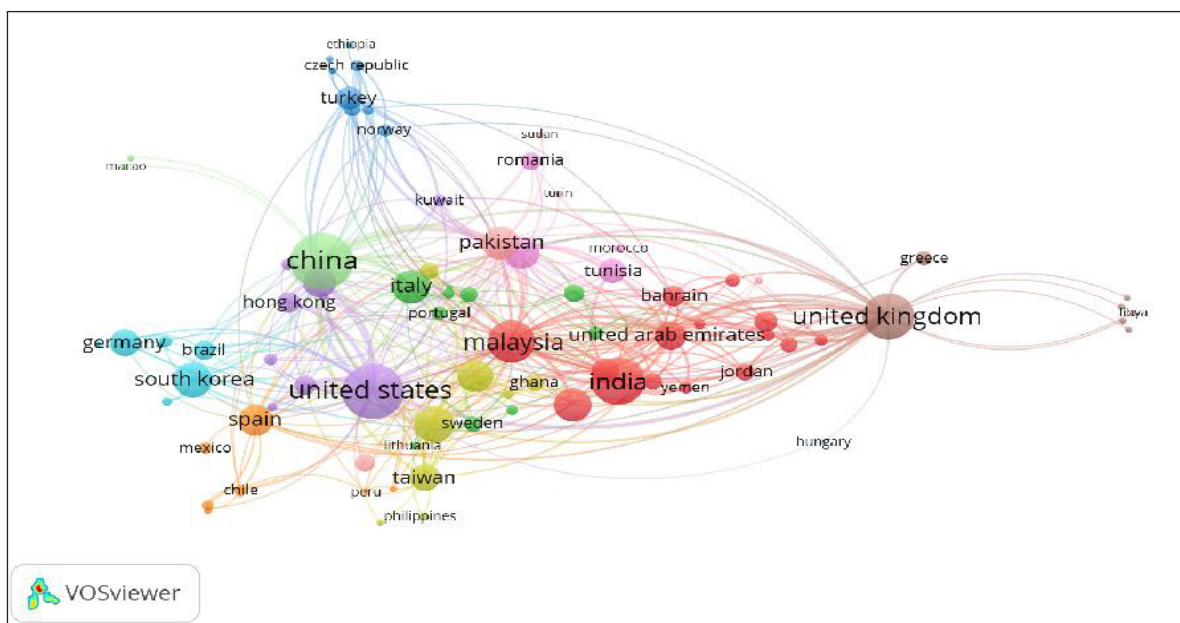 ethiopia
czech republic
turkey
norway
sudan
romania
marao
kuwait
turin
pakistan
morocco
tunisia
china
greece
italy
hong kong
bahrain
portugal
united kingdom
libya
malaysia
united arab emirates
germany
brazil
south korea
ghana
india
jordan
yemen
united states
spain
sweden
hungary
lithuania
mexico
taiwan
chile
peru
philippines
VOSviewer